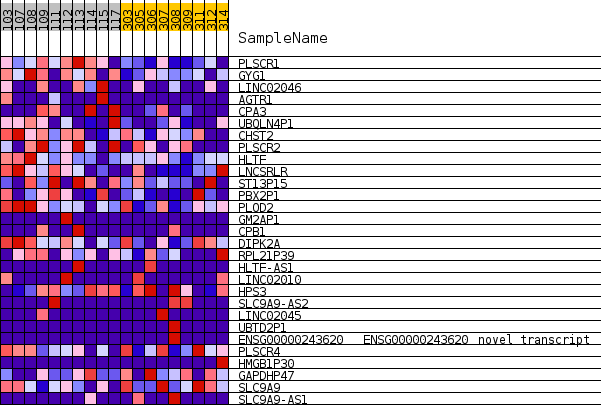 103 107 108 109 111 112 113 114 115 117 303 305 306 307 308 309 311 312 314
SampleName
PLSCR1
GYG1
LINC02046
AGTR1
CPA3
UBQLN4P1
CHST2
PLSCR2
HLTF
LNCSRLR
ST13P15
PBX2P1
PLOD2
GM2AP1
CPB1
DIPK2A
RPL21P39
HLTF-AS1
LINC02010
HPS3
SLC9A9-AS2
LINC02045
UBTD2P1
ENSG00000243620 ENSG00000243620 novel transcript
PLSCR4
HMGB1P30
GAPDHP47
SLC9A9
SLC9A9-AS1